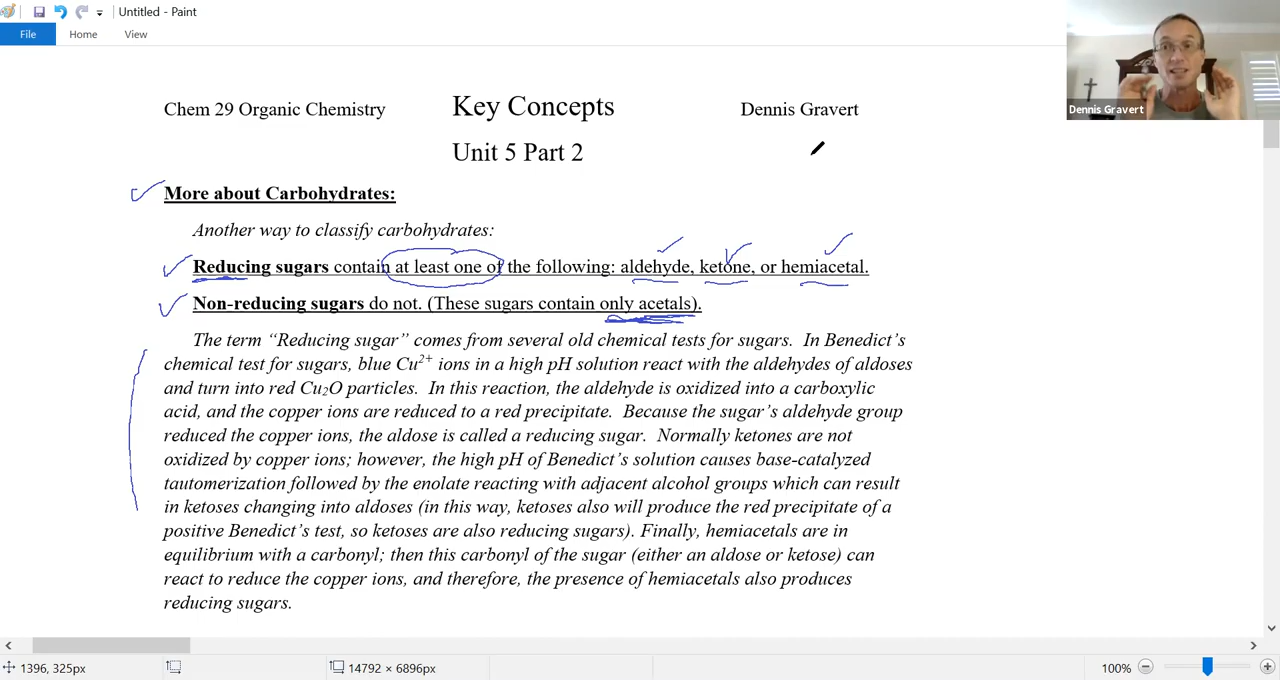 Untitled - Paint
File Home View
Chem 29 Organic Chemistry Key Concepts Dennis Gravert
Unit 5 Part 2
More about Carbohydrates:
Another way to classify carbohydrates:
Reducing sugars contain at least one of the following: aldehyde, ketone, or hemiacetal.
Non-reducing sugars do not. (These sugars contain only acetals).
The term “Reducing sugar” comes from several old chemical tests for sugars. In Benedict’s
chemical test for sugars, blue Cu²⁺ ions in a high pH solution react with the aldehydes of aldoses
and turn into red Cu₂O particles. In this reaction, the aldehyde is oxidized into a carboxylic
acid, and the copper ions are reduced to a red precipitate. Because the sugar’s aldehyde group
reduced the copper ions, the aldose is called a reducing sugar. Normally ketones are not
oxidized by copper ions; however, the high pH of Benedict’s solution causes base-catalyzed
tautomerization followed by the enolate reacting with adjacent alcohol groups which can result
in ketoses changing into aldoses (in this way, ketoses also will produce the red precipitate of a
positive Benedict’s test, so ketoses are also reducing sugars). Finally, hemiacetals are in
equilibrium with a carbonyl; then this carbonyl of the sugar (either an aldose or ketose) can
react to reduce the copper ions, and therefore, the presence of hemiacetals also produces
reducing sugars.
Dennis Gravert
1396, 325px 14792 × 6896px 100%